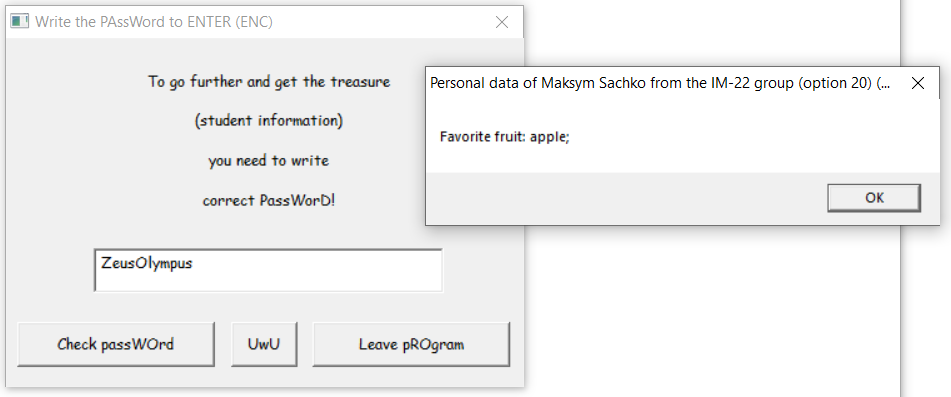 Write the PAssWord to ENTER (ENC)
To go further and get the treasure
(student information)
you need to write
correct PassWorD!
ZeusOlympus
Check passWOrd
UwU
Leave pROgram
Personal data of Maksym Sachko from the IM-22 group (option 20) (...
Favorite fruit: apple;
OK